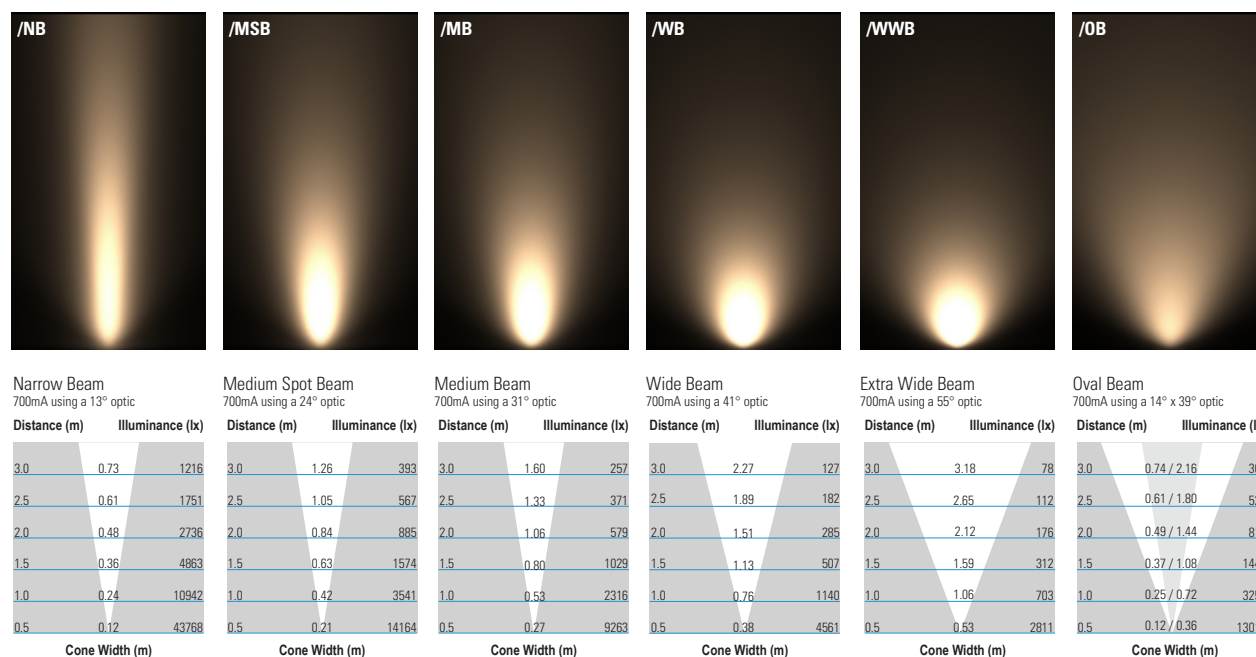 /NB
/MSB
/MB
/WB
/WWB
/OB
Narrow Beam
700mA using a 13° optic
Distance (m) Illuminance (lx)
3.0 0.73 1216
2.5 0.61 1751
2.0 0.48 2736
1.5 0.36 4863
1.0 0.24 10942
0.5 0.12 43768
Cone Width (m)
Medium Spot Beam
700mA using a 24° optic
Distance (m) Illuminance (lx)
3.0 1.26 393
2.5 1.05 567
2.0 0.84 885
1.5 0.63 1574
1.0 0.42 3541
0.5 0.21 14164
Cone Width (m)
Medium Beam
700mA using a 31° optic
Distance (m) Illuminance (lx)
3.0 1.60 257
2.5 1.33 371
2.0 1.06 579
1.5 0.80 1029
1.0 0.53 2316
0.5 0.27 9263
Cone Width (m)
Wide Beam
700mA using a 41° optic
Distance (m) Illuminance (lx)
3.0 2.27 127
2.5 1.89 182
2.0 1.51 285
1.5 1.13 507
1.0 0.76 1140
0.5 0.38 4561
Cone Width (m)
Extra Wide Beam
700mA using a 55° optic
Distance (m) Illuminance (lx)
3.0 3.18 78
2.5 2.65 112
2.0 2.12 176
1.5 1.59 312
1.0 1.06 703
0.5 0.53 2811
Cone Width (m)
Oval Beam
700mA using a 14° x 39° optic
Distance (m) Illuminance
3.0 0.74 / 2.16
2.5 0.61 / 1.80
2.0 0.49 / 1.44
1.5 0.37 / 1.08
1.0 0.25 / 0.72
0.5 0.12 / 0.36
Cone Width (m)